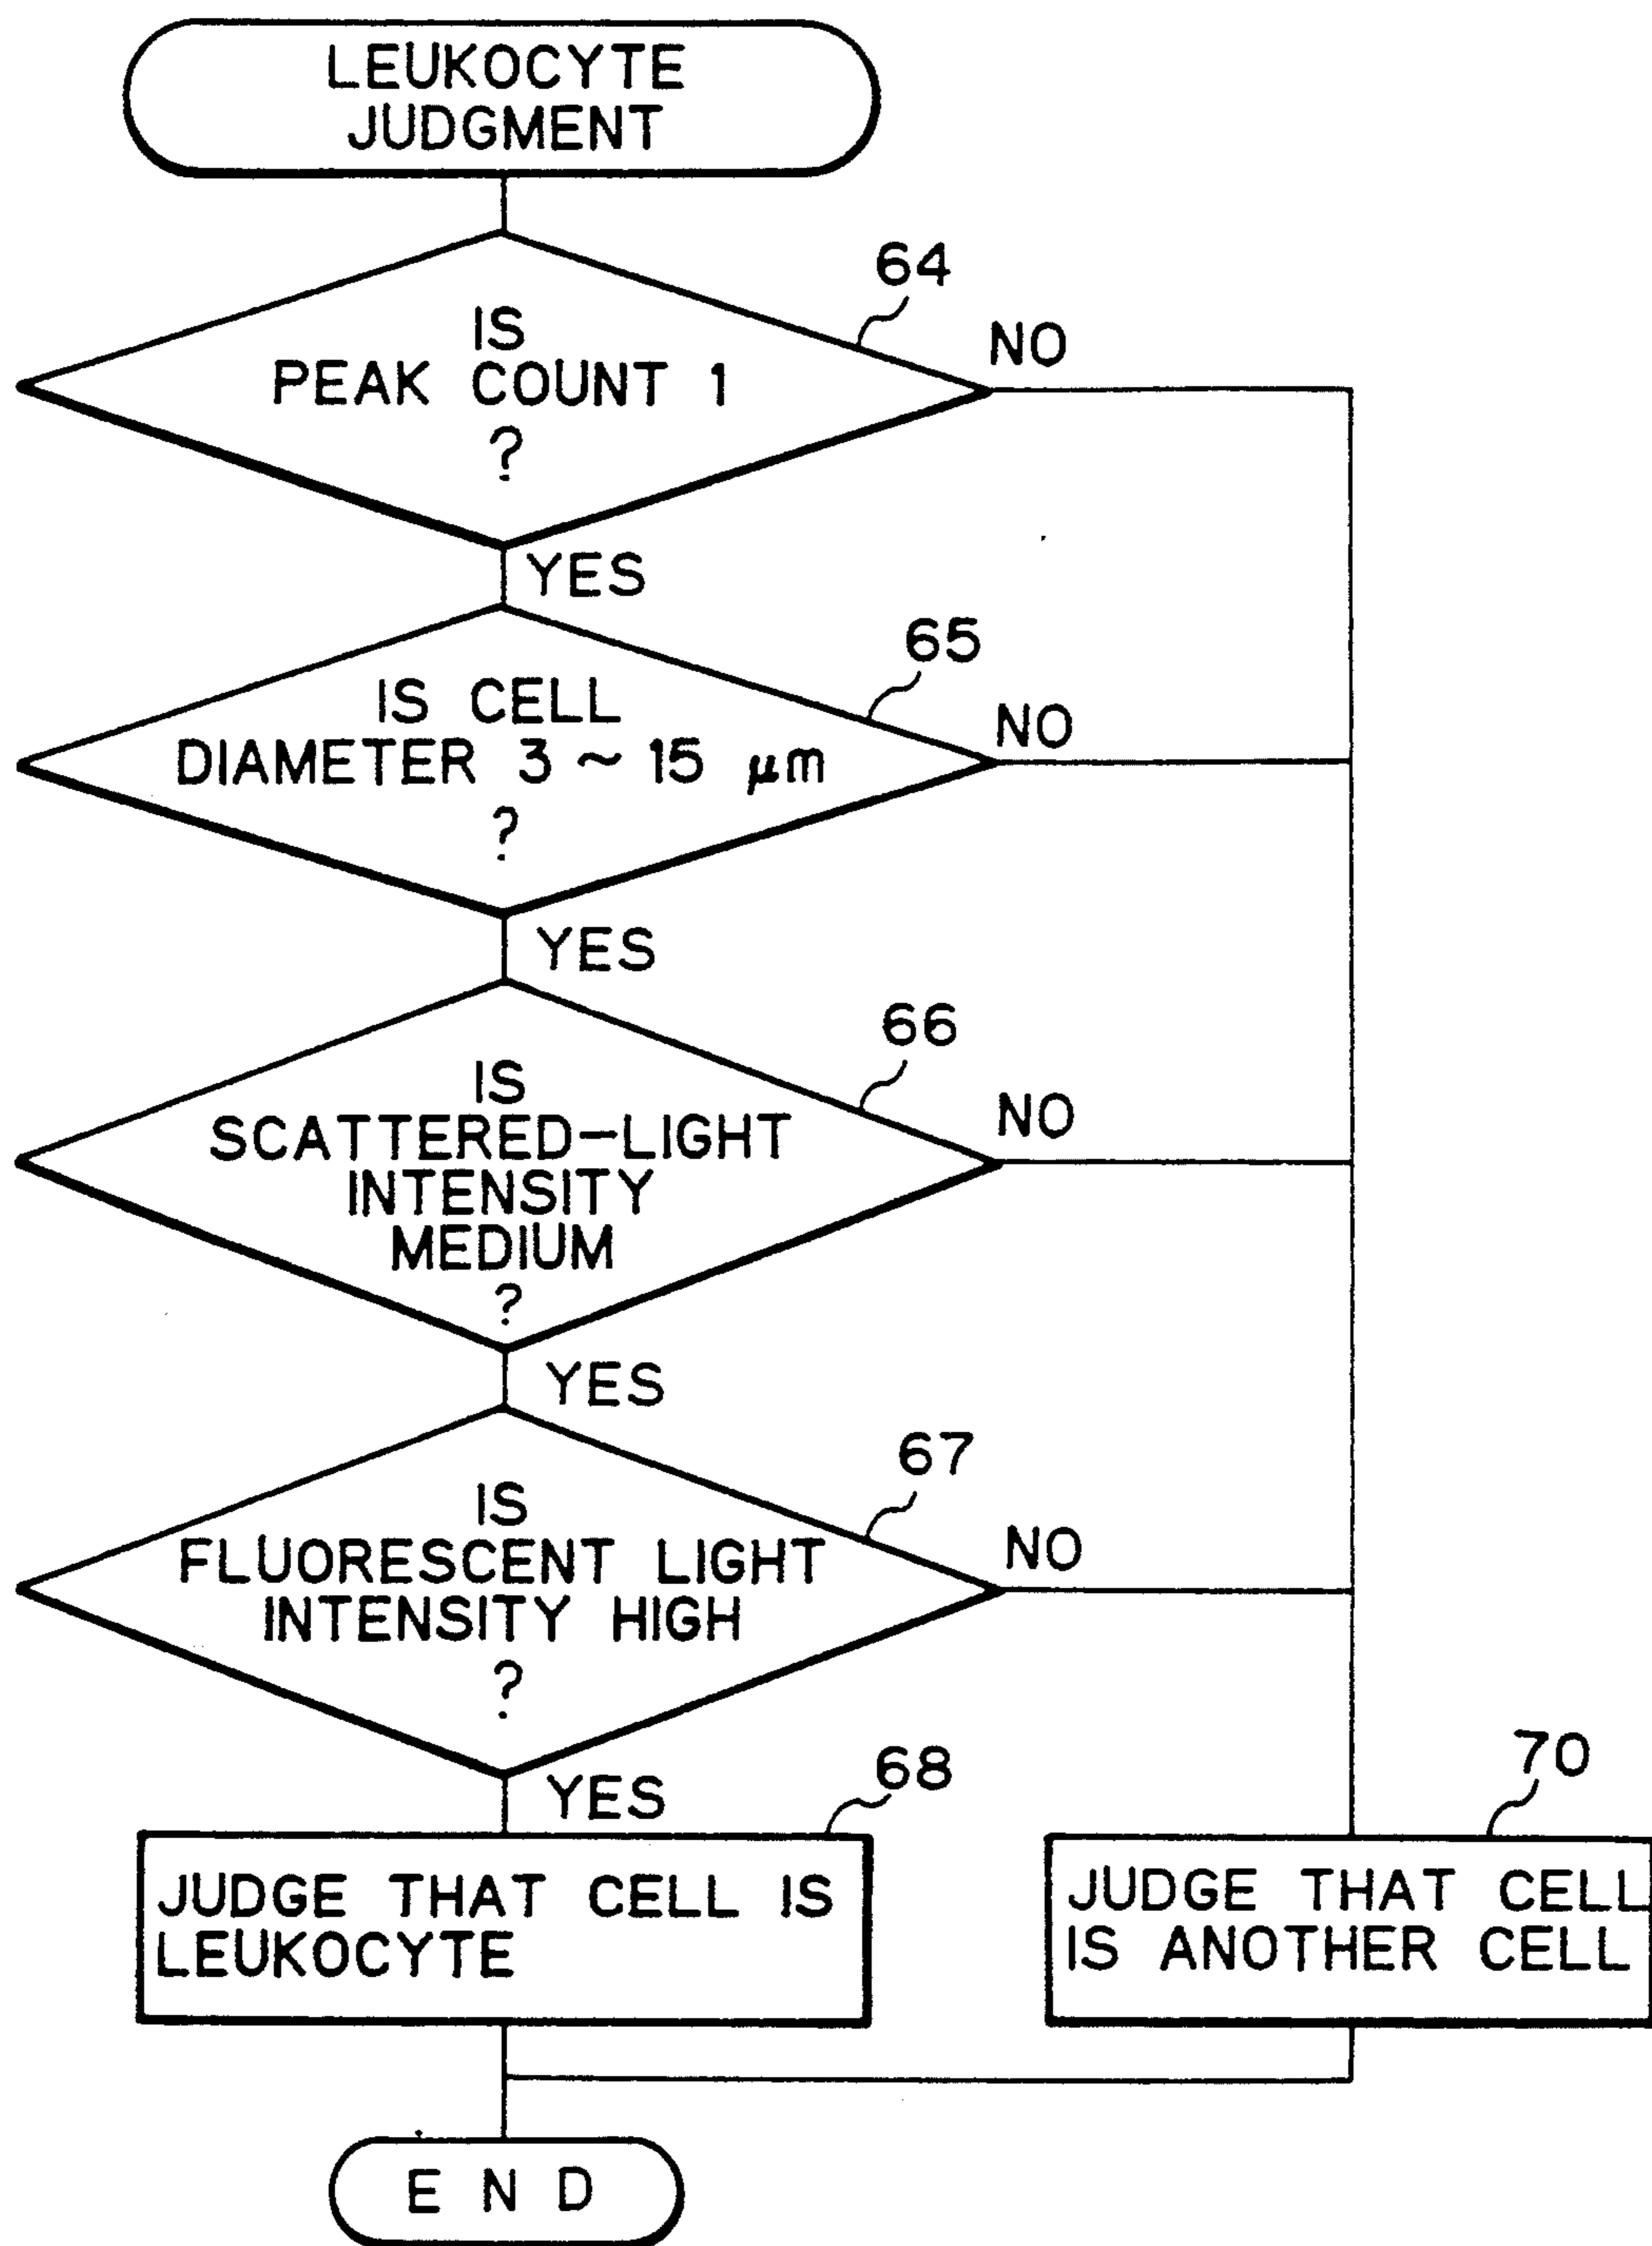 LEUKOCYTE
JUDGMENT
64
IS
PEAK COUNT 1
?
NO
YES
65
IS CELL
DIAMETER 3 ~ 15 μm
?
NO
YES
66
IS
SCATTERED-LIGHT
INTENSITY
MEDIUM
?
NO
YES
67
IS
FLUORESCENT LIGHT
INTENSITY HIGH
?
NO
YES
68
JUDGE THAT CELL IS
LEUKOCYTE
70
JUDGE THAT CELL
IS ANOTHER CELL
END